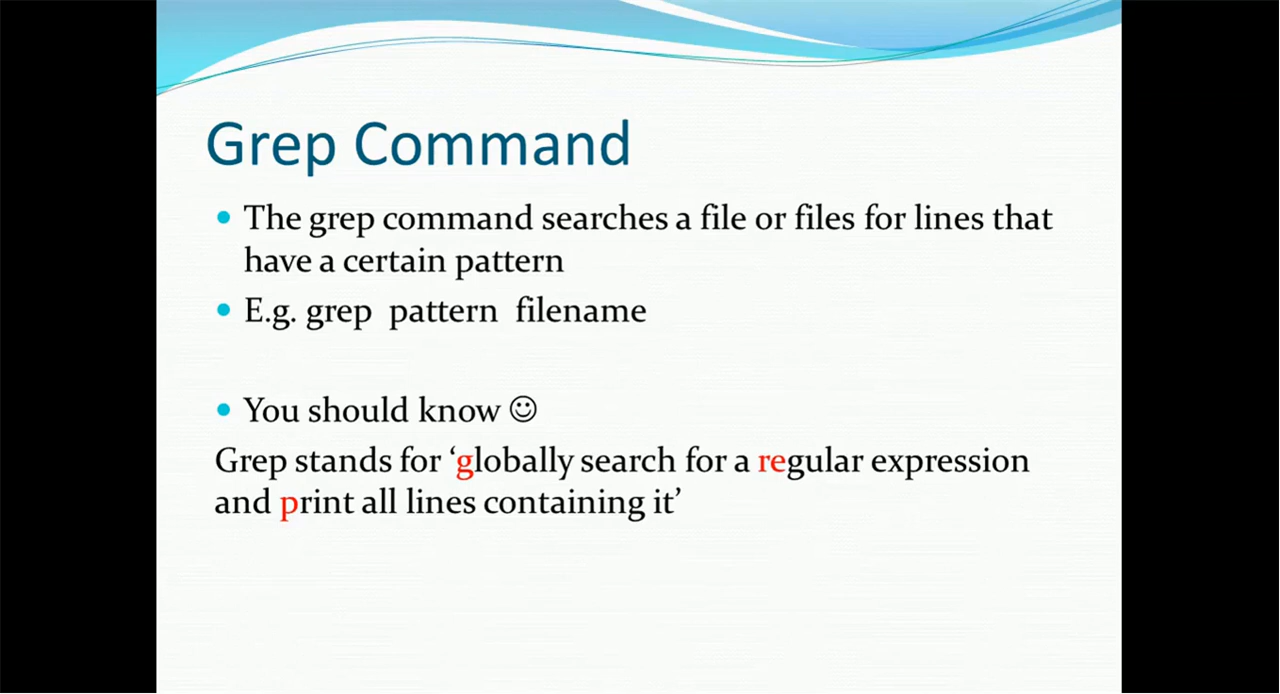 Grep Command
• The grep command searches a file or files for lines that
have a certain pattern
• E.g. grep pattern filename
• You should know ☺
Grep stands for ‘globally search for a regular expression
and print all lines containing it’